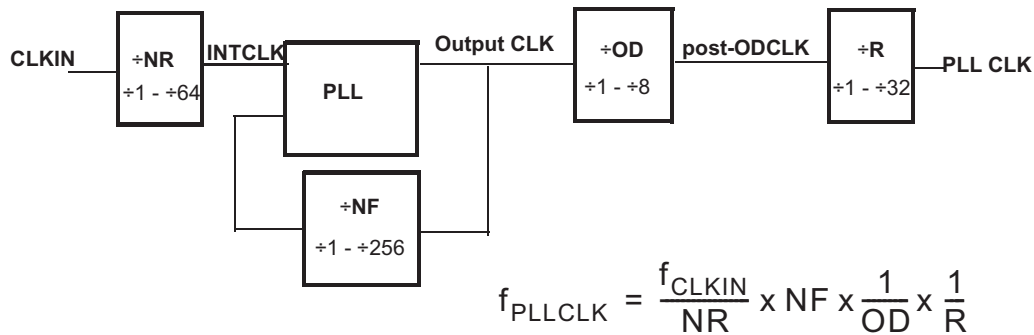 CLKIN
÷NR
÷1 - ÷64
INTCLK
PLL
Output CLK
÷OD
÷1 - ÷8
post-ODCLK
÷R
÷1 - ÷32
PLL CLK
÷NF
÷1 - ÷256
f_PLLCLK = f_CLKIN/NR x NF x 1/OD x 1/R